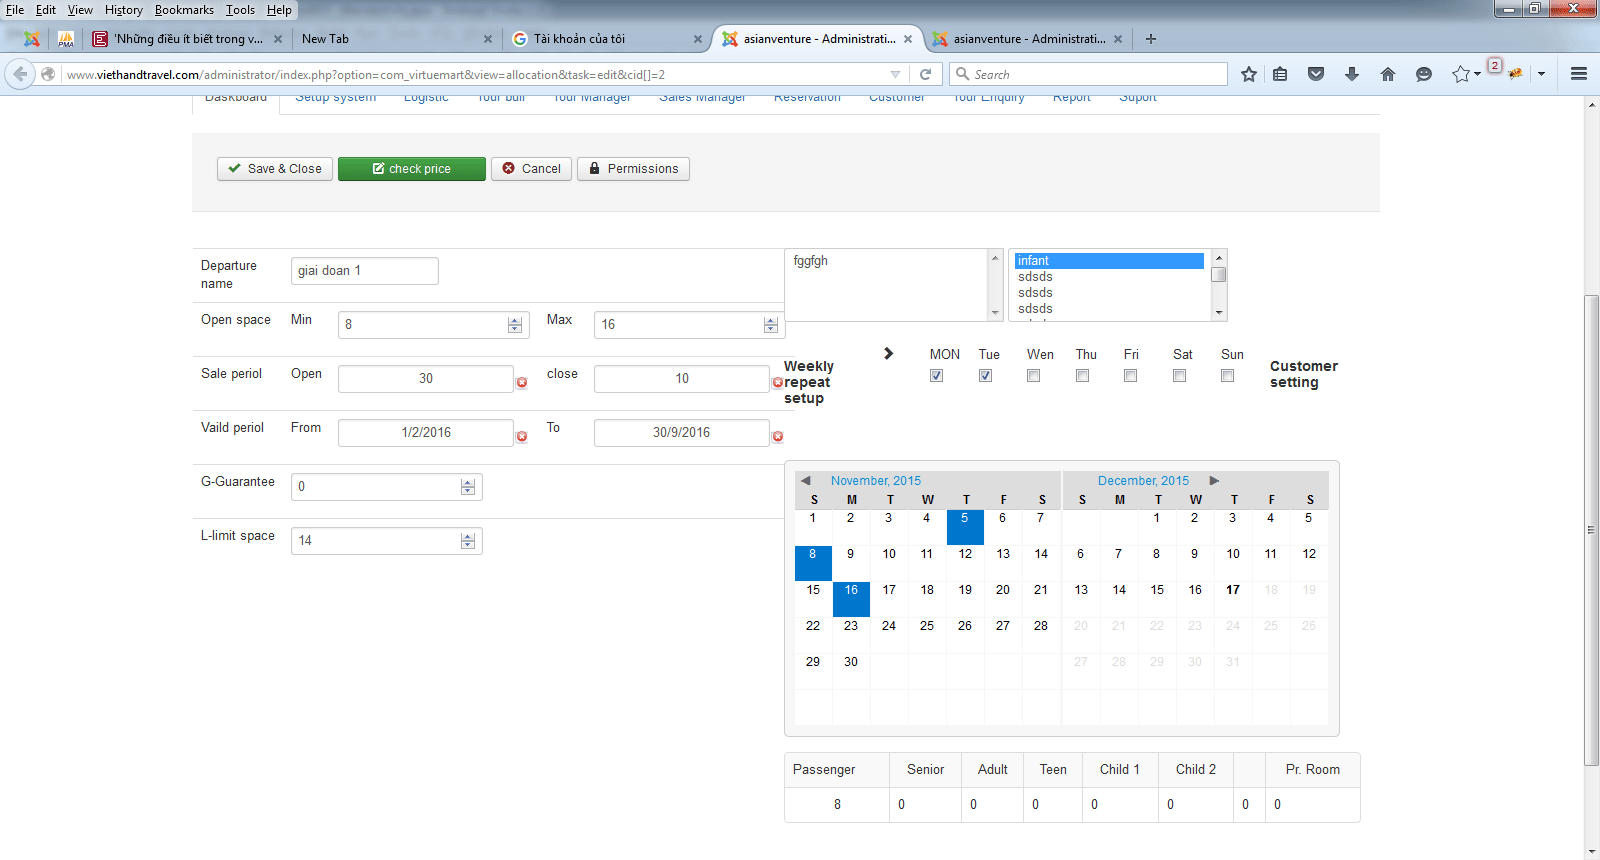 File Edit View History Bookmarks Tools Help
PMA 'Những điều ít biết trong v... New Tab Tài khoản của tôi asianventure - Administrati... asianventure - Administrati...
www.viethandtravel.com/administrator/index.php?option=com_virtuemart&view=allocation&task=edit&cid[]=2 Search 2
Daskboard Setup system Logistic Tour bull Tour Manager Sales Manager Reservation Customer Tour Enquiry Report Suport
Save & Close check price Cancel Permissions
Departure name giai doan 1
Open space Min 8 Max 16
Sale periol Open 30 close 10
Vaild periol From 1/2/2016 To 30/9/2016
G-Guarantee 0
L-limit space 14
fggfgh
infant
sdsds
sdsds
sdsds
Weekly repeat setup
MON Tue Wen Thu Fri Sat Sun
Customer setting
November, 2015 December, 2015
S M T W T F S S M T W T F S
1 2 3 4 5 6 7 1 2 3 4 5
8 9 10 11 12 13 14 6 7 8 9 10 11 12
15 16 17 18 19 20 21 13 14 15 16 17 18 19
22 23 24 25 26 27 28 20 21 22 23 24 25 26
29 30 27 28 29 30 31
Passenger Senior Adult Teen Child 1 Child 2 Pr. Room
8 0 0 0 0 0 0 0